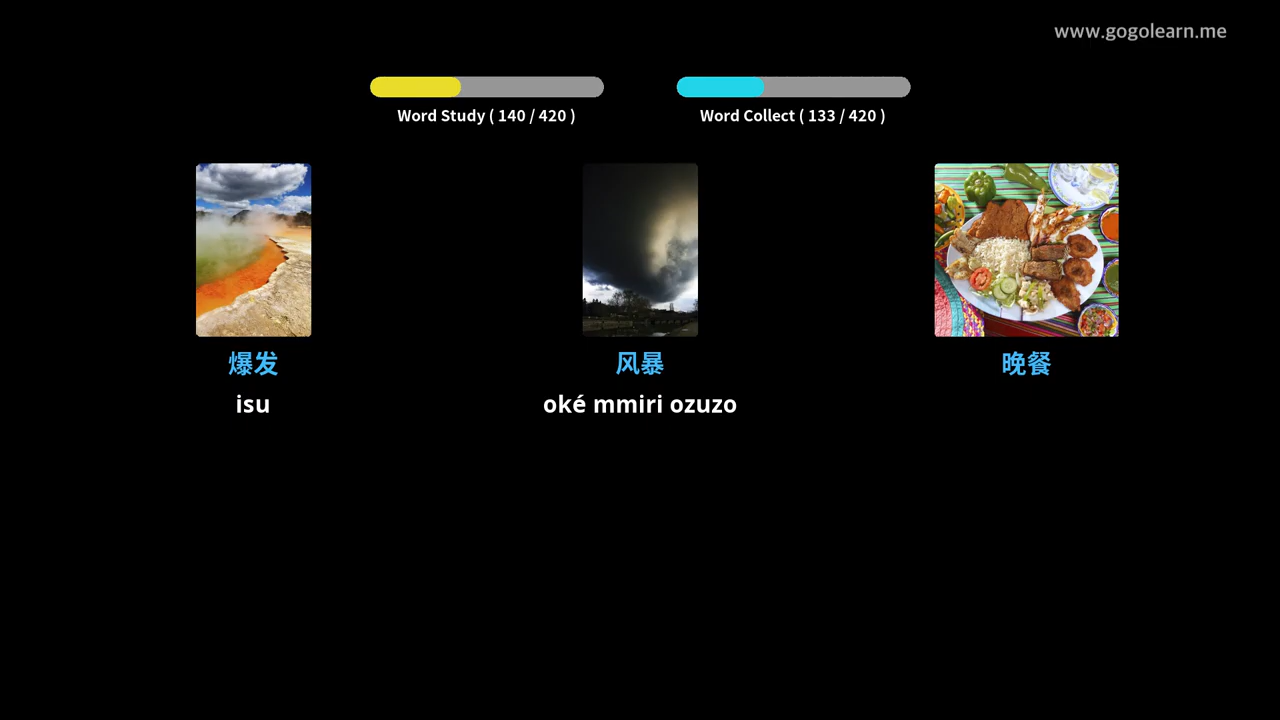 www.gogolearn.me
Word Study ( 140 / 420 )
Word Collect ( 133 / 420 )
爆发
风暴
晚餐
isu
oké mmiri ozuzo